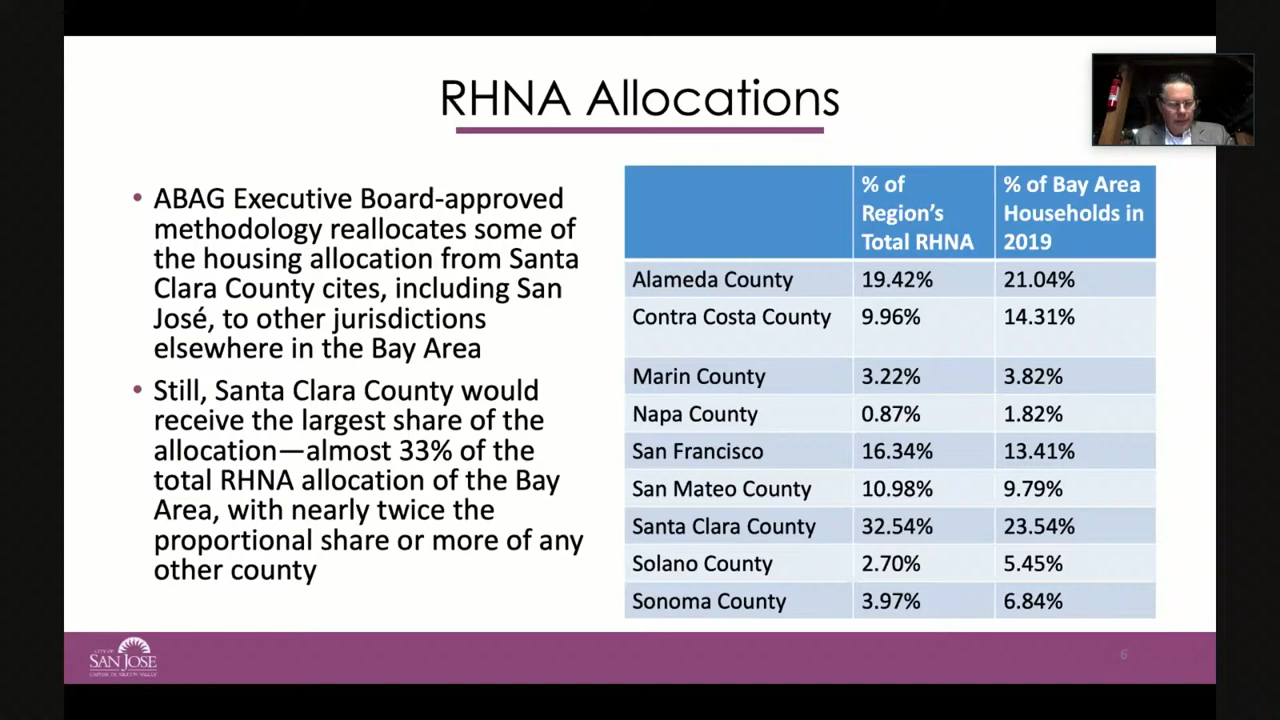 RHNA Allocations
• ABAG Executive Board-approved
methodology reallocates some of
the housing allocation from Santa
Clara County cites, including San
José, to other jurisdictions
elsewhere in the Bay Area
• Still, Santa Clara County would
receive the largest share of the
allocation—almost 33% of the
total RHNA allocation of the Bay
Area, with nearly twice the
proportional share or more of any
other county
% of
Region's
Total RHNA
% of Bay Area
Households in
2019
Alameda County 19.42% 21.04%
Contra Costa County 9.96% 14.31%
Marin County 3.22% 3.82%
Napa County 0.87% 1.82%
San Francisco 16.34% 13.41%
San Mateo County 10.98% 9.79%
Santa Clara County 32.54% 23.54%
Solano County 2.70% 5.45%
Sonoma County 3.97% 6.84%
CITY OF
SAN JOSE
CAPITAL OF SILICON VALLEY
6